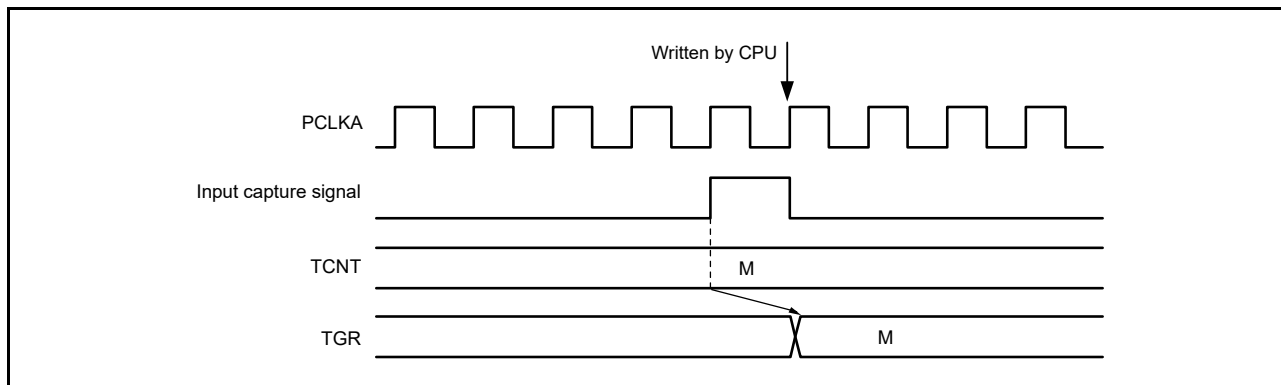 Written by CPU
PCLKA
Input capture signal
TCNT
M
TGR
M